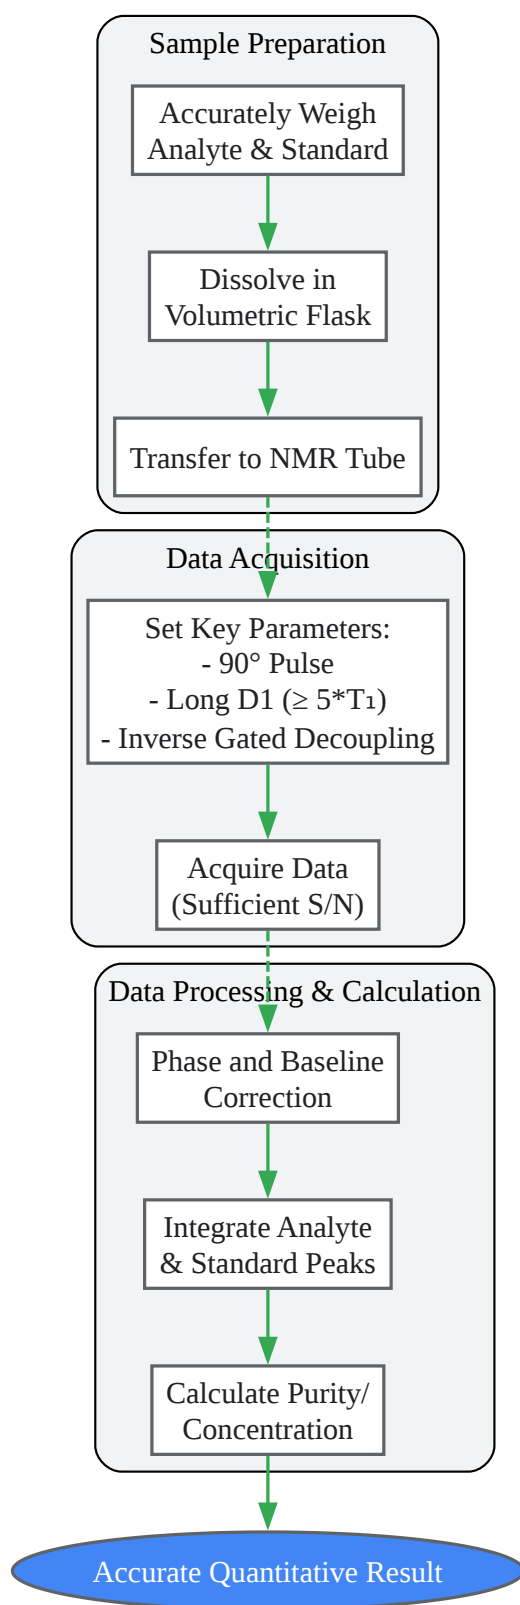 Sample Preparation
Accurately Weigh
Analyte & Standard
Dissolve in
Volumetric Flask
Transfer to NMR Tube
Data Acquisition
Set Key Parameters:
- 90° Pulse
- Long D1 (≥ 5*T₁)
- Inverse Gated Decoupling
Acquire Data
(Sufficient S/N)
Data Processing & Calculation
Phase and Baseline
Correction
Integrate Analyte
& Standard Peaks
Calculate Purity/
Concentration
Accurate Quantitative Result